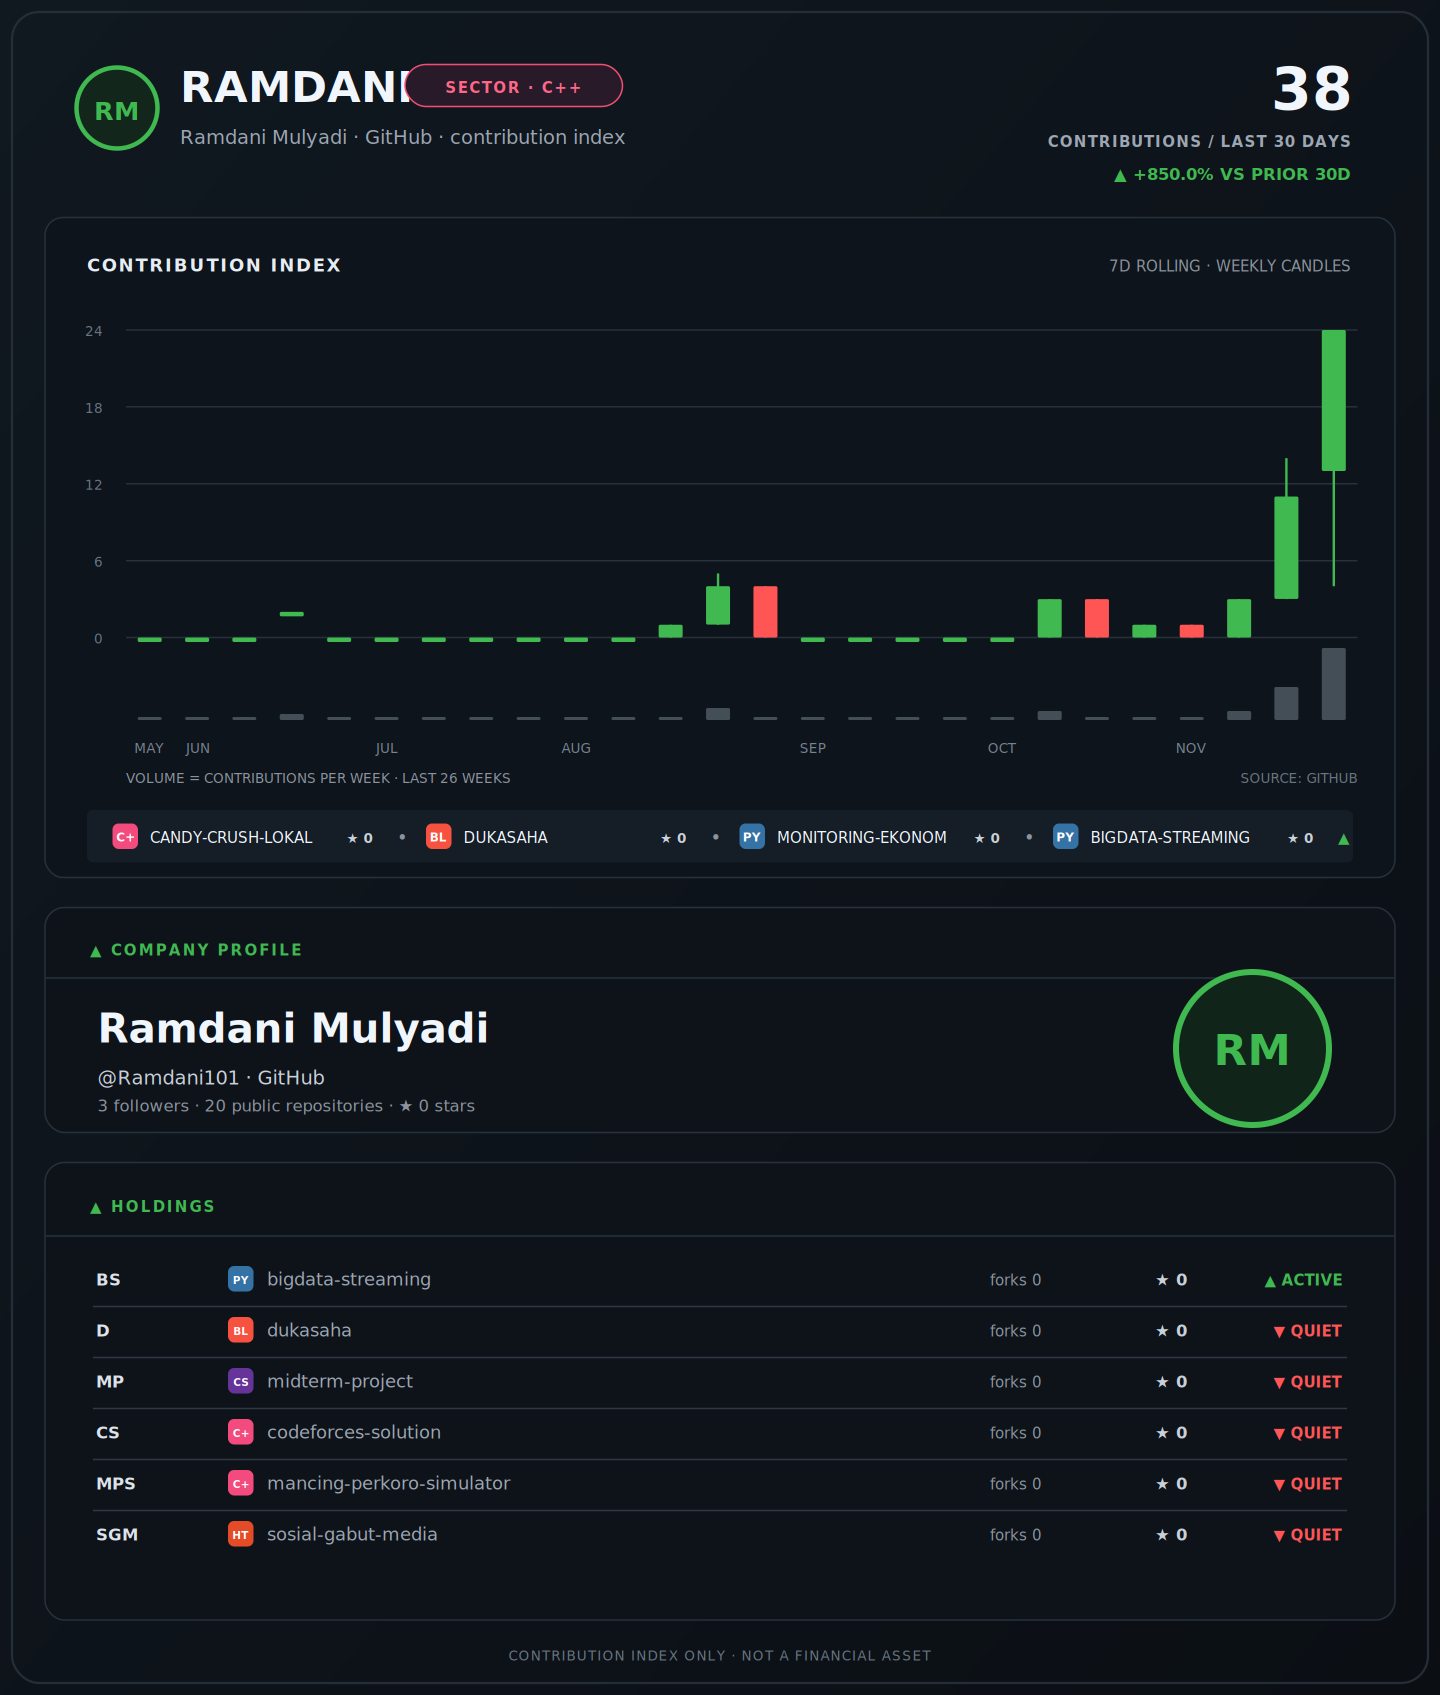 RM
RAMDANI
SECTOR · C++
Ramdani Mulyadi · GitHub · contribution index
38
CONTRIBUTIONS / LAST 30 DAYS
▲ +850.0% VS PRIOR 30D
CONTRIBUTION INDEX
7D ROLLING · WEEKLY CANDLES
24
18
12
6
0
MAY JUN JUL AUG SEP OCT NOV
VOLUME = CONTRIBUTIONS PER WEEK · LAST 26 WEEKS
SOURCE: GITHUB
C+ CANDY-CRUSH-LOKAL ★ 0 • BL DUKASAHA ★ 0 • PY MONITORING-EKONOM ★ 0 • PY BIGDATA-STREAMING ★ 0 ▲
▲ COMPANY PROFILE
Ramdani Mulyadi
@Ramdani101 · GitHub
3 followers · 20 public repositories · ★ 0 stars
RM
▲ HOLDINGS
BS PY bigdata-streaming forks 0 ★ 0 ▲ ACTIVE
D BL dukasaha forks 0 ★ 0 ▼ QUIET
MP CS midterm-project forks 0 ★ 0 ▼ QUIET
CS C+ codeforces-solution forks 0 ★ 0 ▼ QUIET
MPS C+ mancing-perkoro-simulator forks 0 ★ 0 ▼ QUIET
SGM HT sosial-gabut-media forks 0 ★ 0 ▼ QUIET
CONTRIBUTION INDEX ONLY · NOT A FINANCIAL ASSET